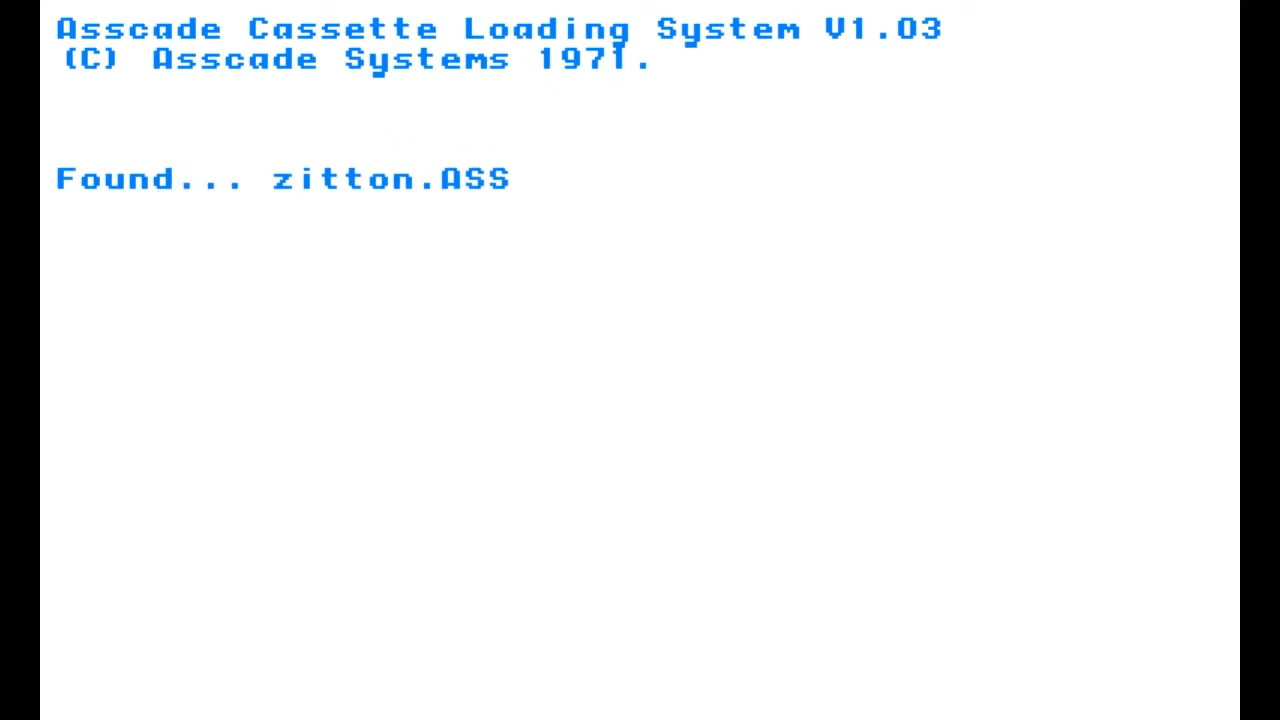 Asscade Cassette Loading System V1.03
(C) Asscade Systems 1971.
Found... zitton.ASS